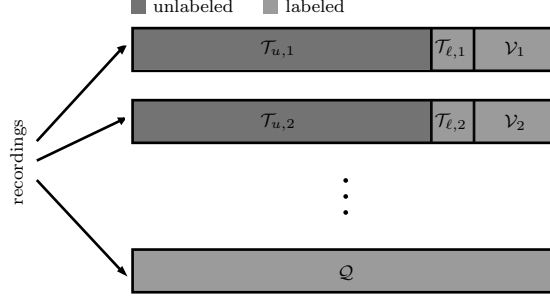 unlabeled labeled
𝒯u,1 𝒯ℓ,1 𝒱1
𝒯u,2 𝒯ℓ,2 𝒱2
recordings
𝒬